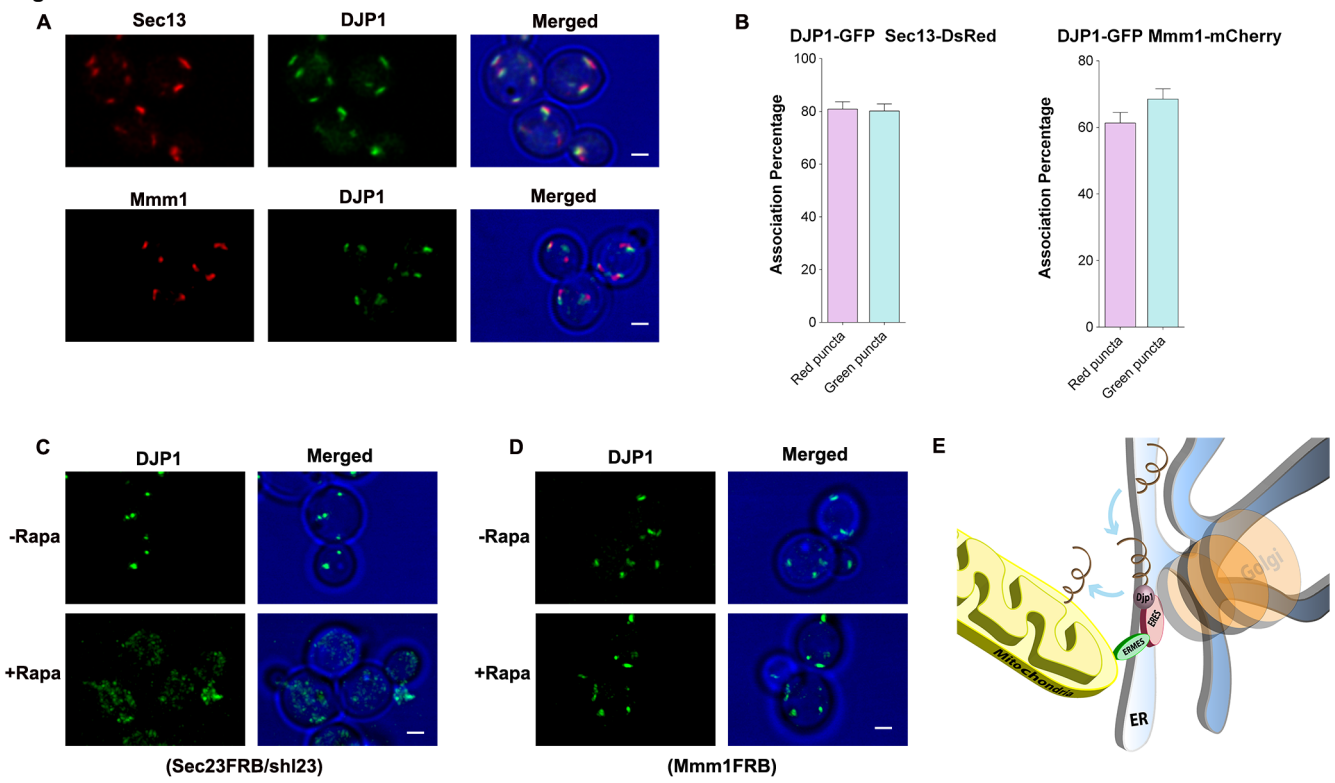 A
Sec13
DJP1
Merged
Mmm1
DJP1
Merged
B
DJP1-GFP Sec13-DsRed
Association Percentage
100
80
60
40
20
0
Red puncta
Green puncta
DJP1-GFP Mmm1-mCherry
Association Percentage
80
60
40
20
0
Red puncta
Green puncta
C
DJP1
Merged
-Rapa
+Rapa
(Sec23FRB/shl23)
D
DJP1
Merged
-Rapa
+Rapa
(Mmm1FRB)
E
Golgi
Djp1
ERES
ERMES
Mitochondria
ER